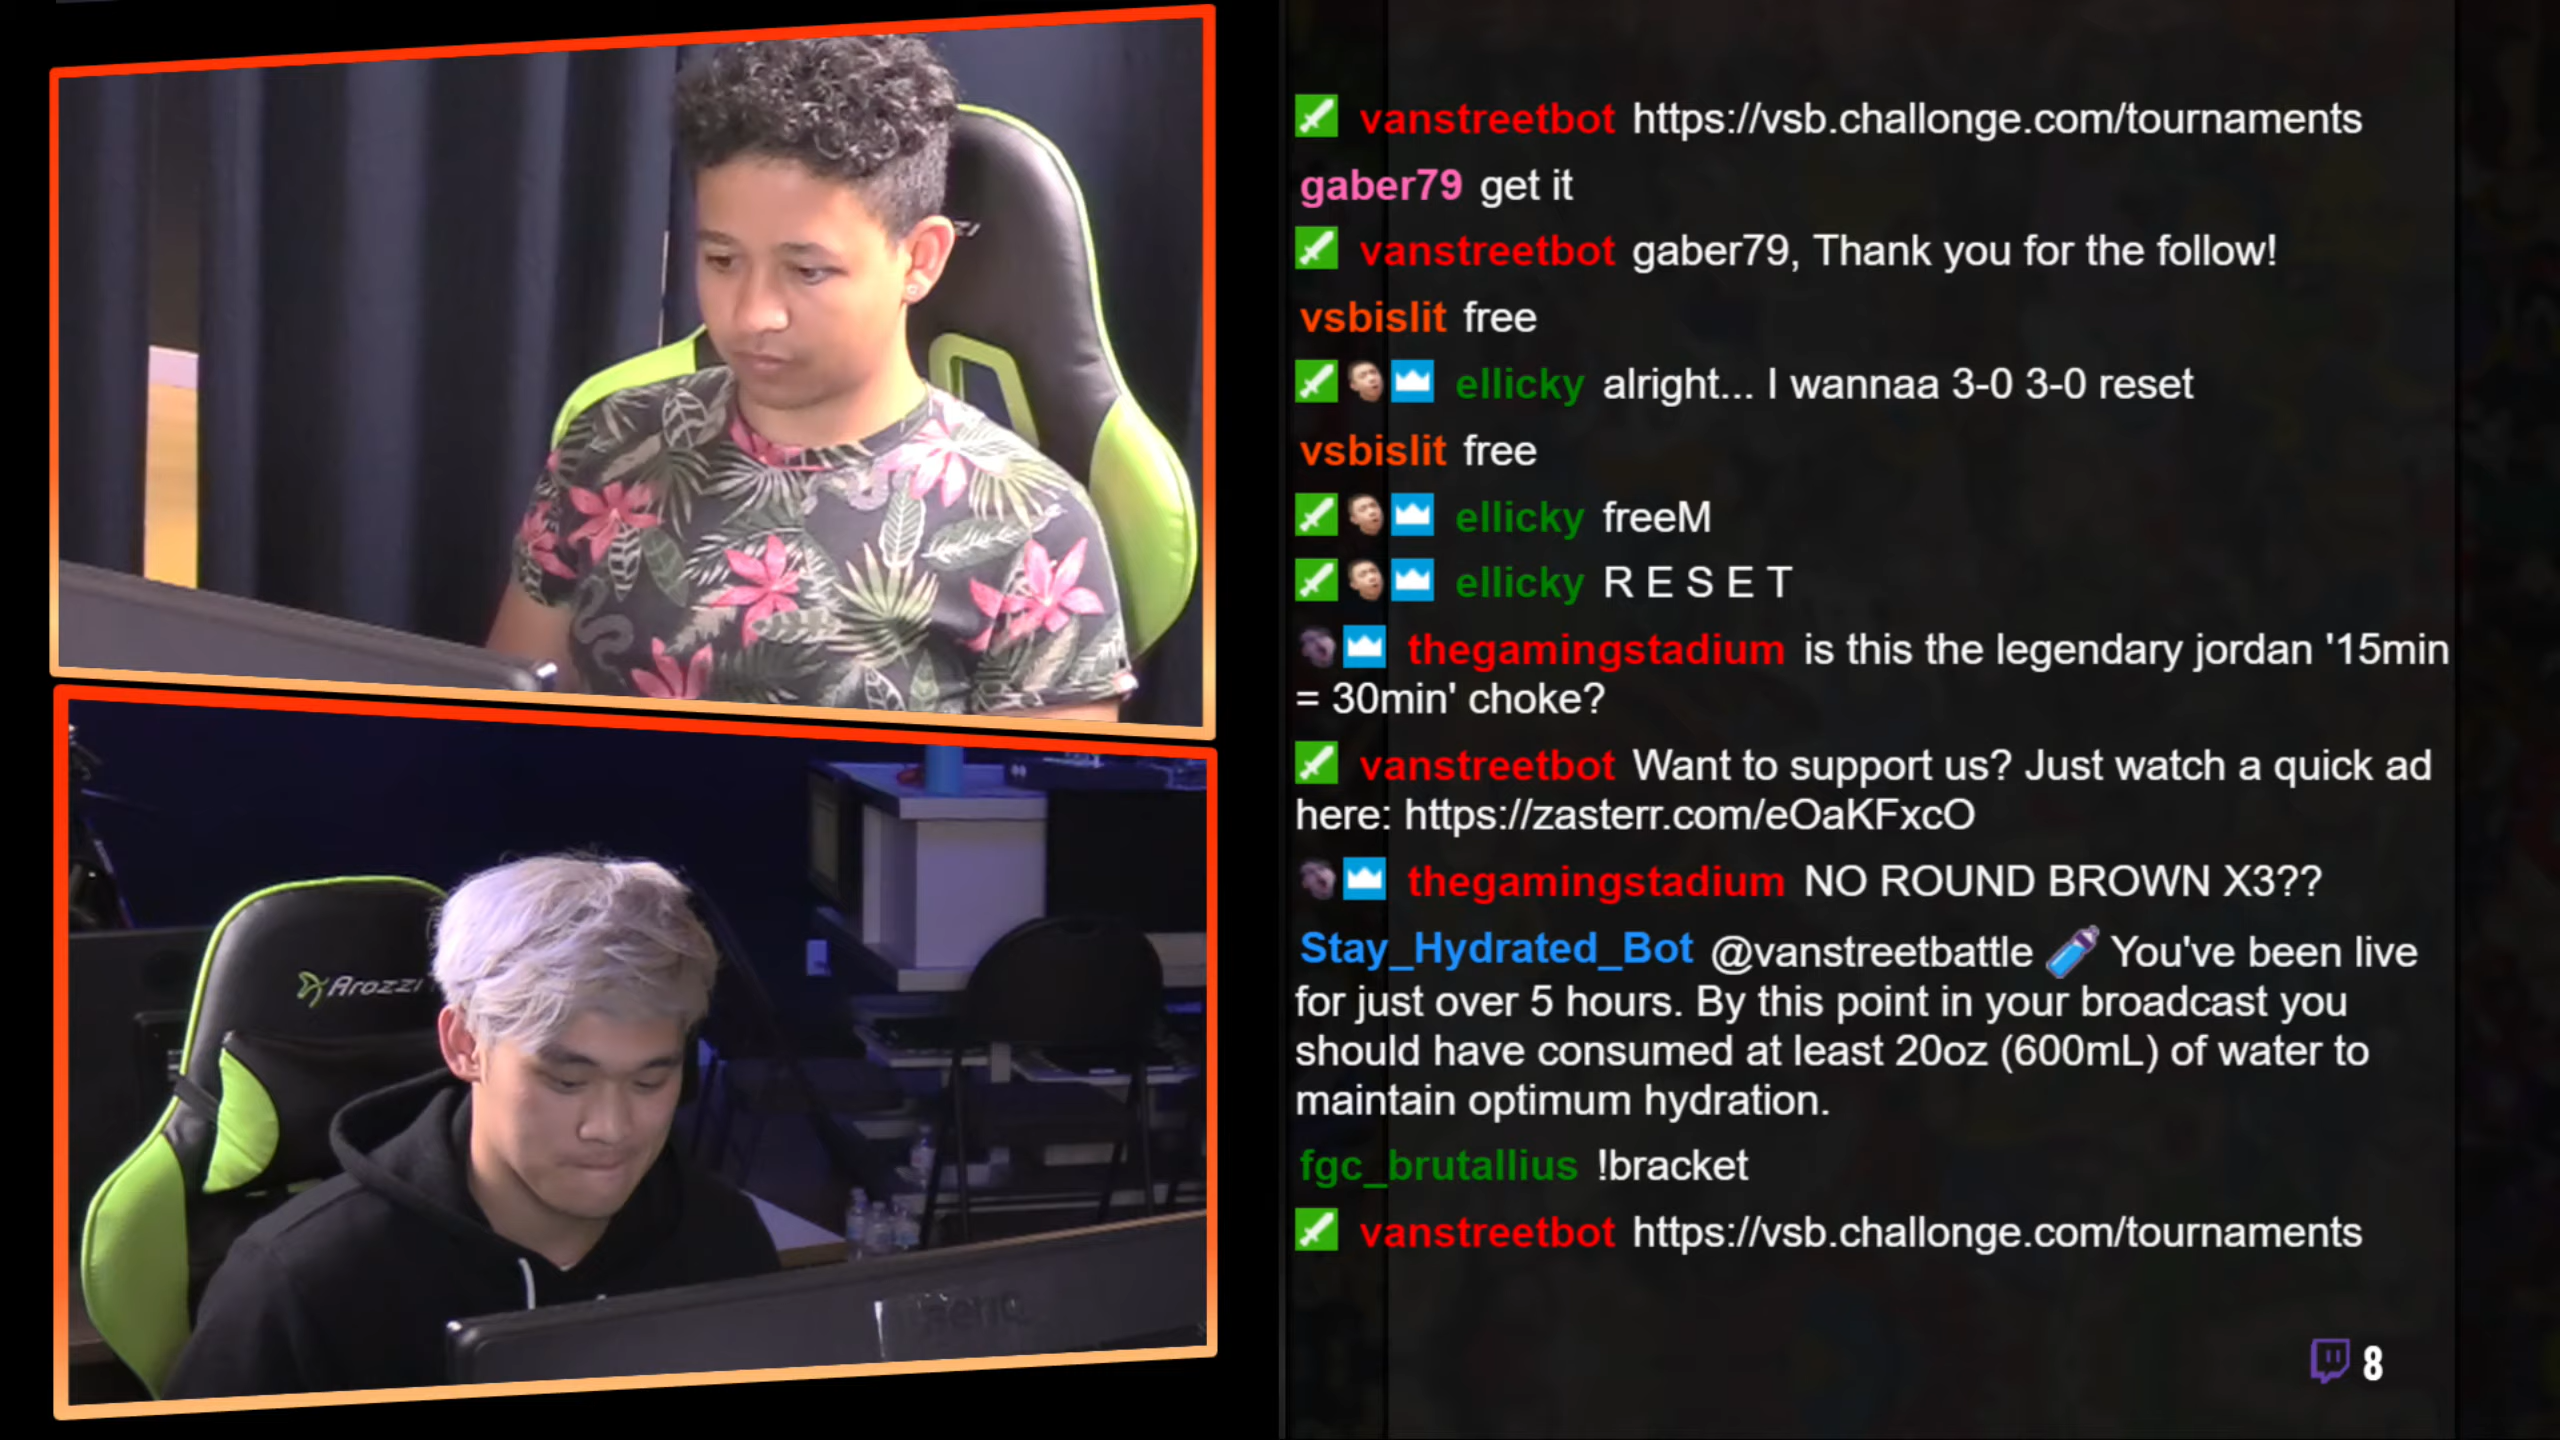 vanstreetbot https://vsb.challonge.com/tournaments
gaber79 get it
vanstreetbot gaber79, Thank you for the follow!
vsbislit free
ellicky alright... I wannaa 3-0 3-0 reset
vsbislit free
ellicky freeM
ellicky R E S E T
thegamingstadium is this the legendary jordan '15min
= 30min' choke?
vanstreetbot Want to support us? Just watch a quick ad
here: https://zasterr.com/eOaKFxcO
thegamingstadium NO ROUND BROWN X3??
Stay_Hydrated_Bot @vanstreetbattle You've been live
for just over 5 hours. By this point in your broadcast you
should have consumed at least 20oz (600mL) of water to
maintain optimum hydration.
fgc_brutallius !bracket
vanstreetbot https://vsb.challonge.com/tournaments
8
Arozzi
BenQ